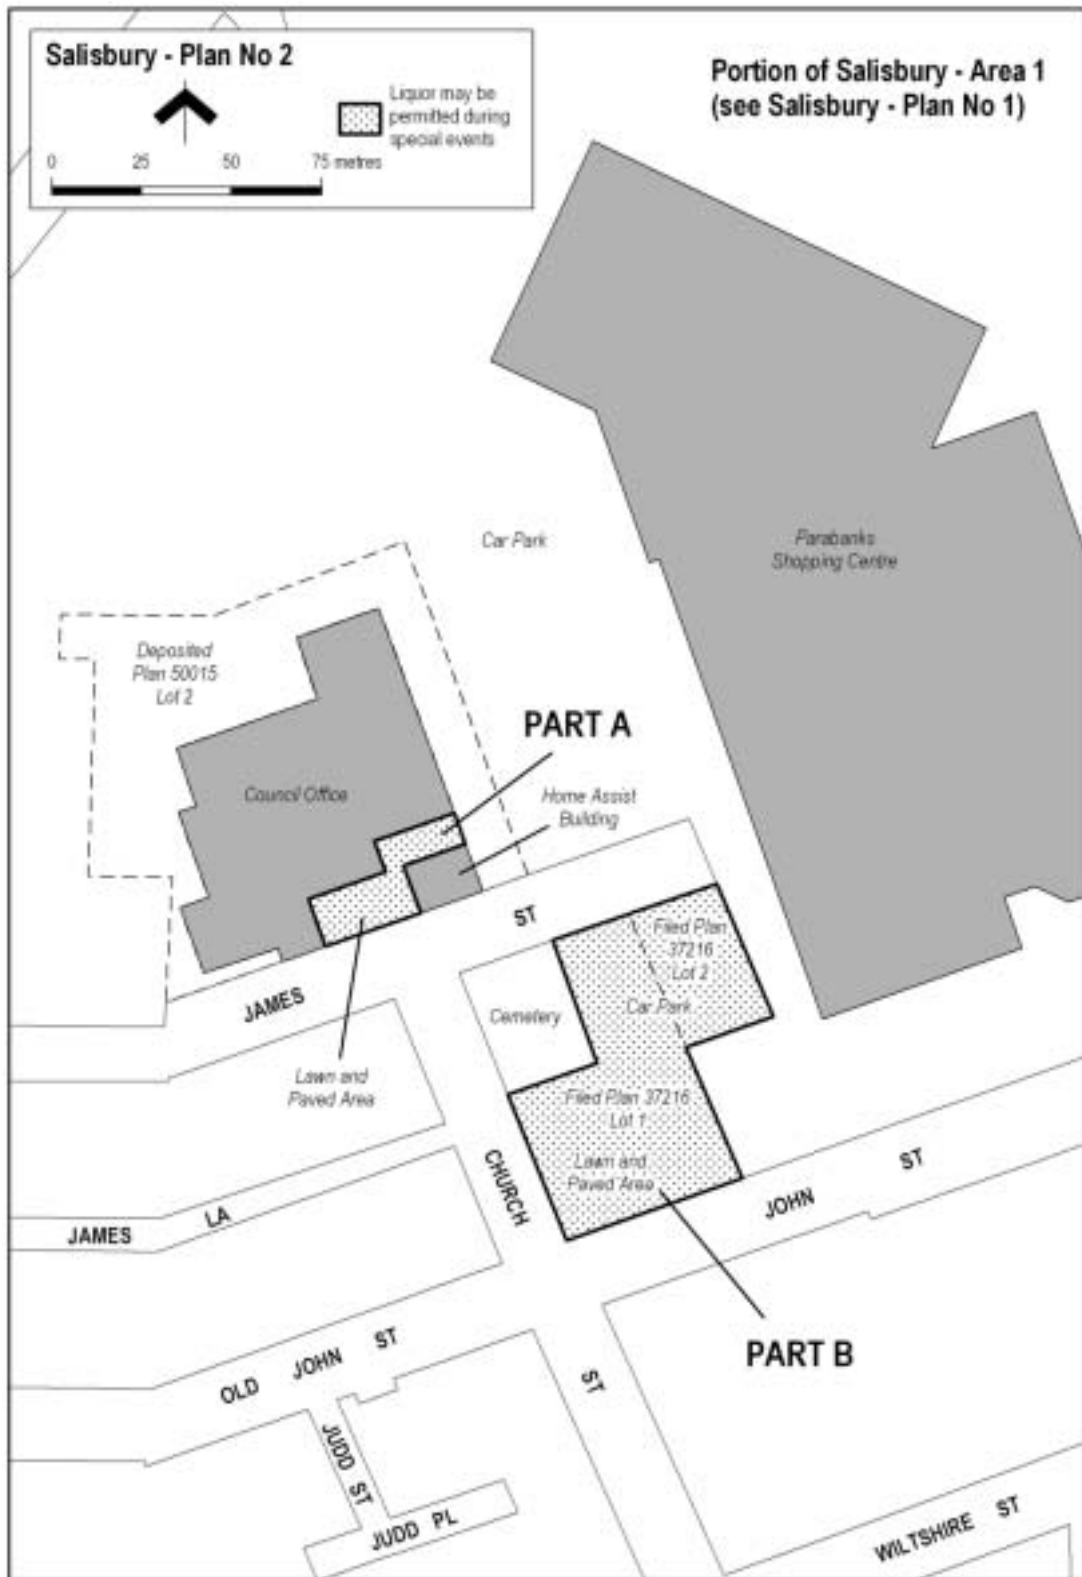 Salisbury - Plan No 2
Liquor may be
permitted during
special events
0 25 50 75 metres
Portion of Salisbury - Area 1
(see Salisbury - Plan No 1)
Car Park
Parabanks
Shopping Centre
Deposited
Plan 50015
Lot 2
PART A
Council Office
Home Assist
Building
ST
Filed Plan
37216
Lot 2
JAMES
Cemetery
Car Park
Lawn and
Paved Area
Filed Plan 37216
Lot 1
CHURCH
Lawn and
Paved Area
ST
JOHN
LA
JAMES
PART B
ST
JOHN
OLD
ST
JUDD ST
JUDD PL
WILTSHIRE ST